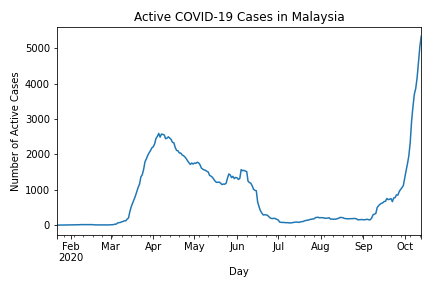 Active COVID-19 Cases in Malaysia
5000
4000
3000
2000
1000
0
Number of Active Cases
Feb Mar Apr May Jun Jul Aug Sep Oct
2020
Day